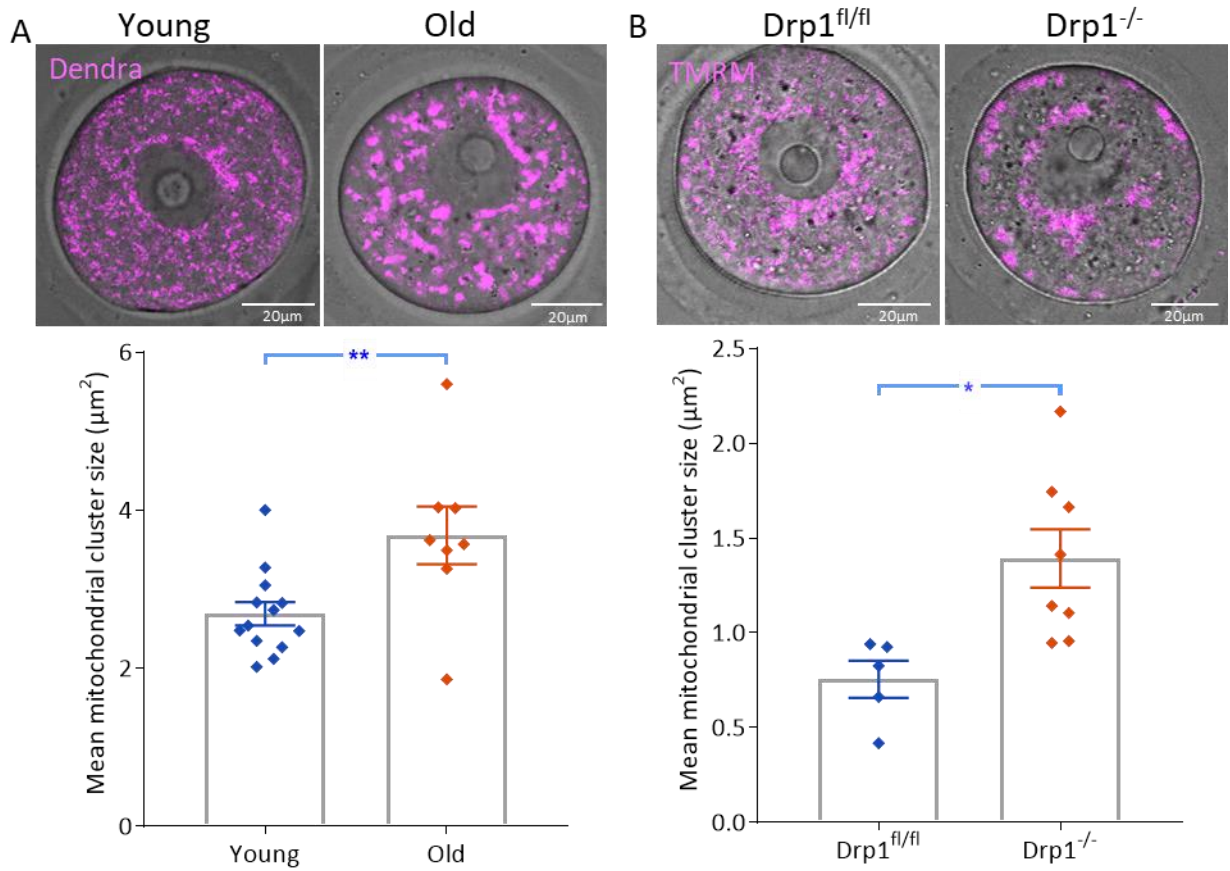 A
Young
Old
Dendra
20µm
20µm
B
Drp1fl/fl
Drp1-/-
TMRM
20µm
20µm
Mean mitochondrial cluster size (µm2)
6
4
2
0
**
Young
Old
Mean mitochondrial cluster size (µm2)
2.5
2.0
1.5
1.0
0.5
0.0
*
Drp1fl/fl
Drp1-/-